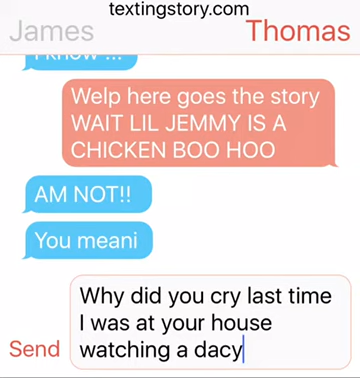 textingstory.com
James Thomas
I know ...
Welp here goes the story
WAIT LIL JEMMY IS A
CHICKEN BOO HOO
AM NOT!!
You meani
Why did you cry last time
I was at your house
Send watching a dacy